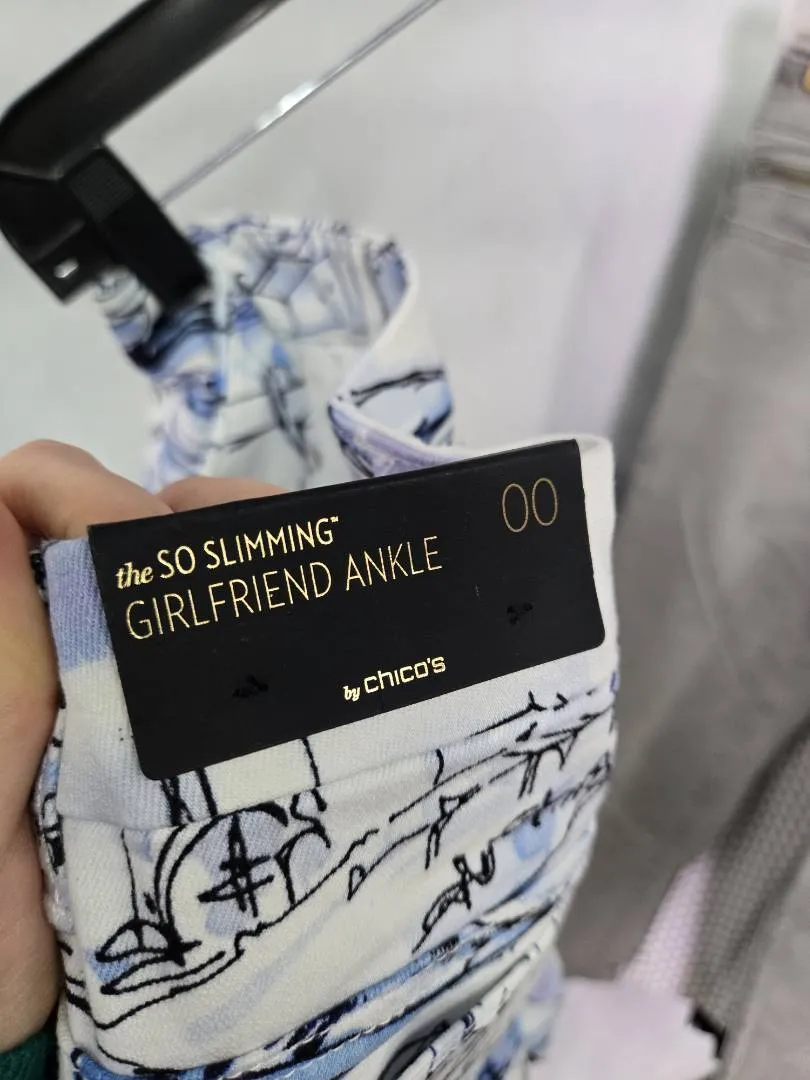 the SO SLIMMING™ 00
GIRLFRIEND ANKLE
by chico's